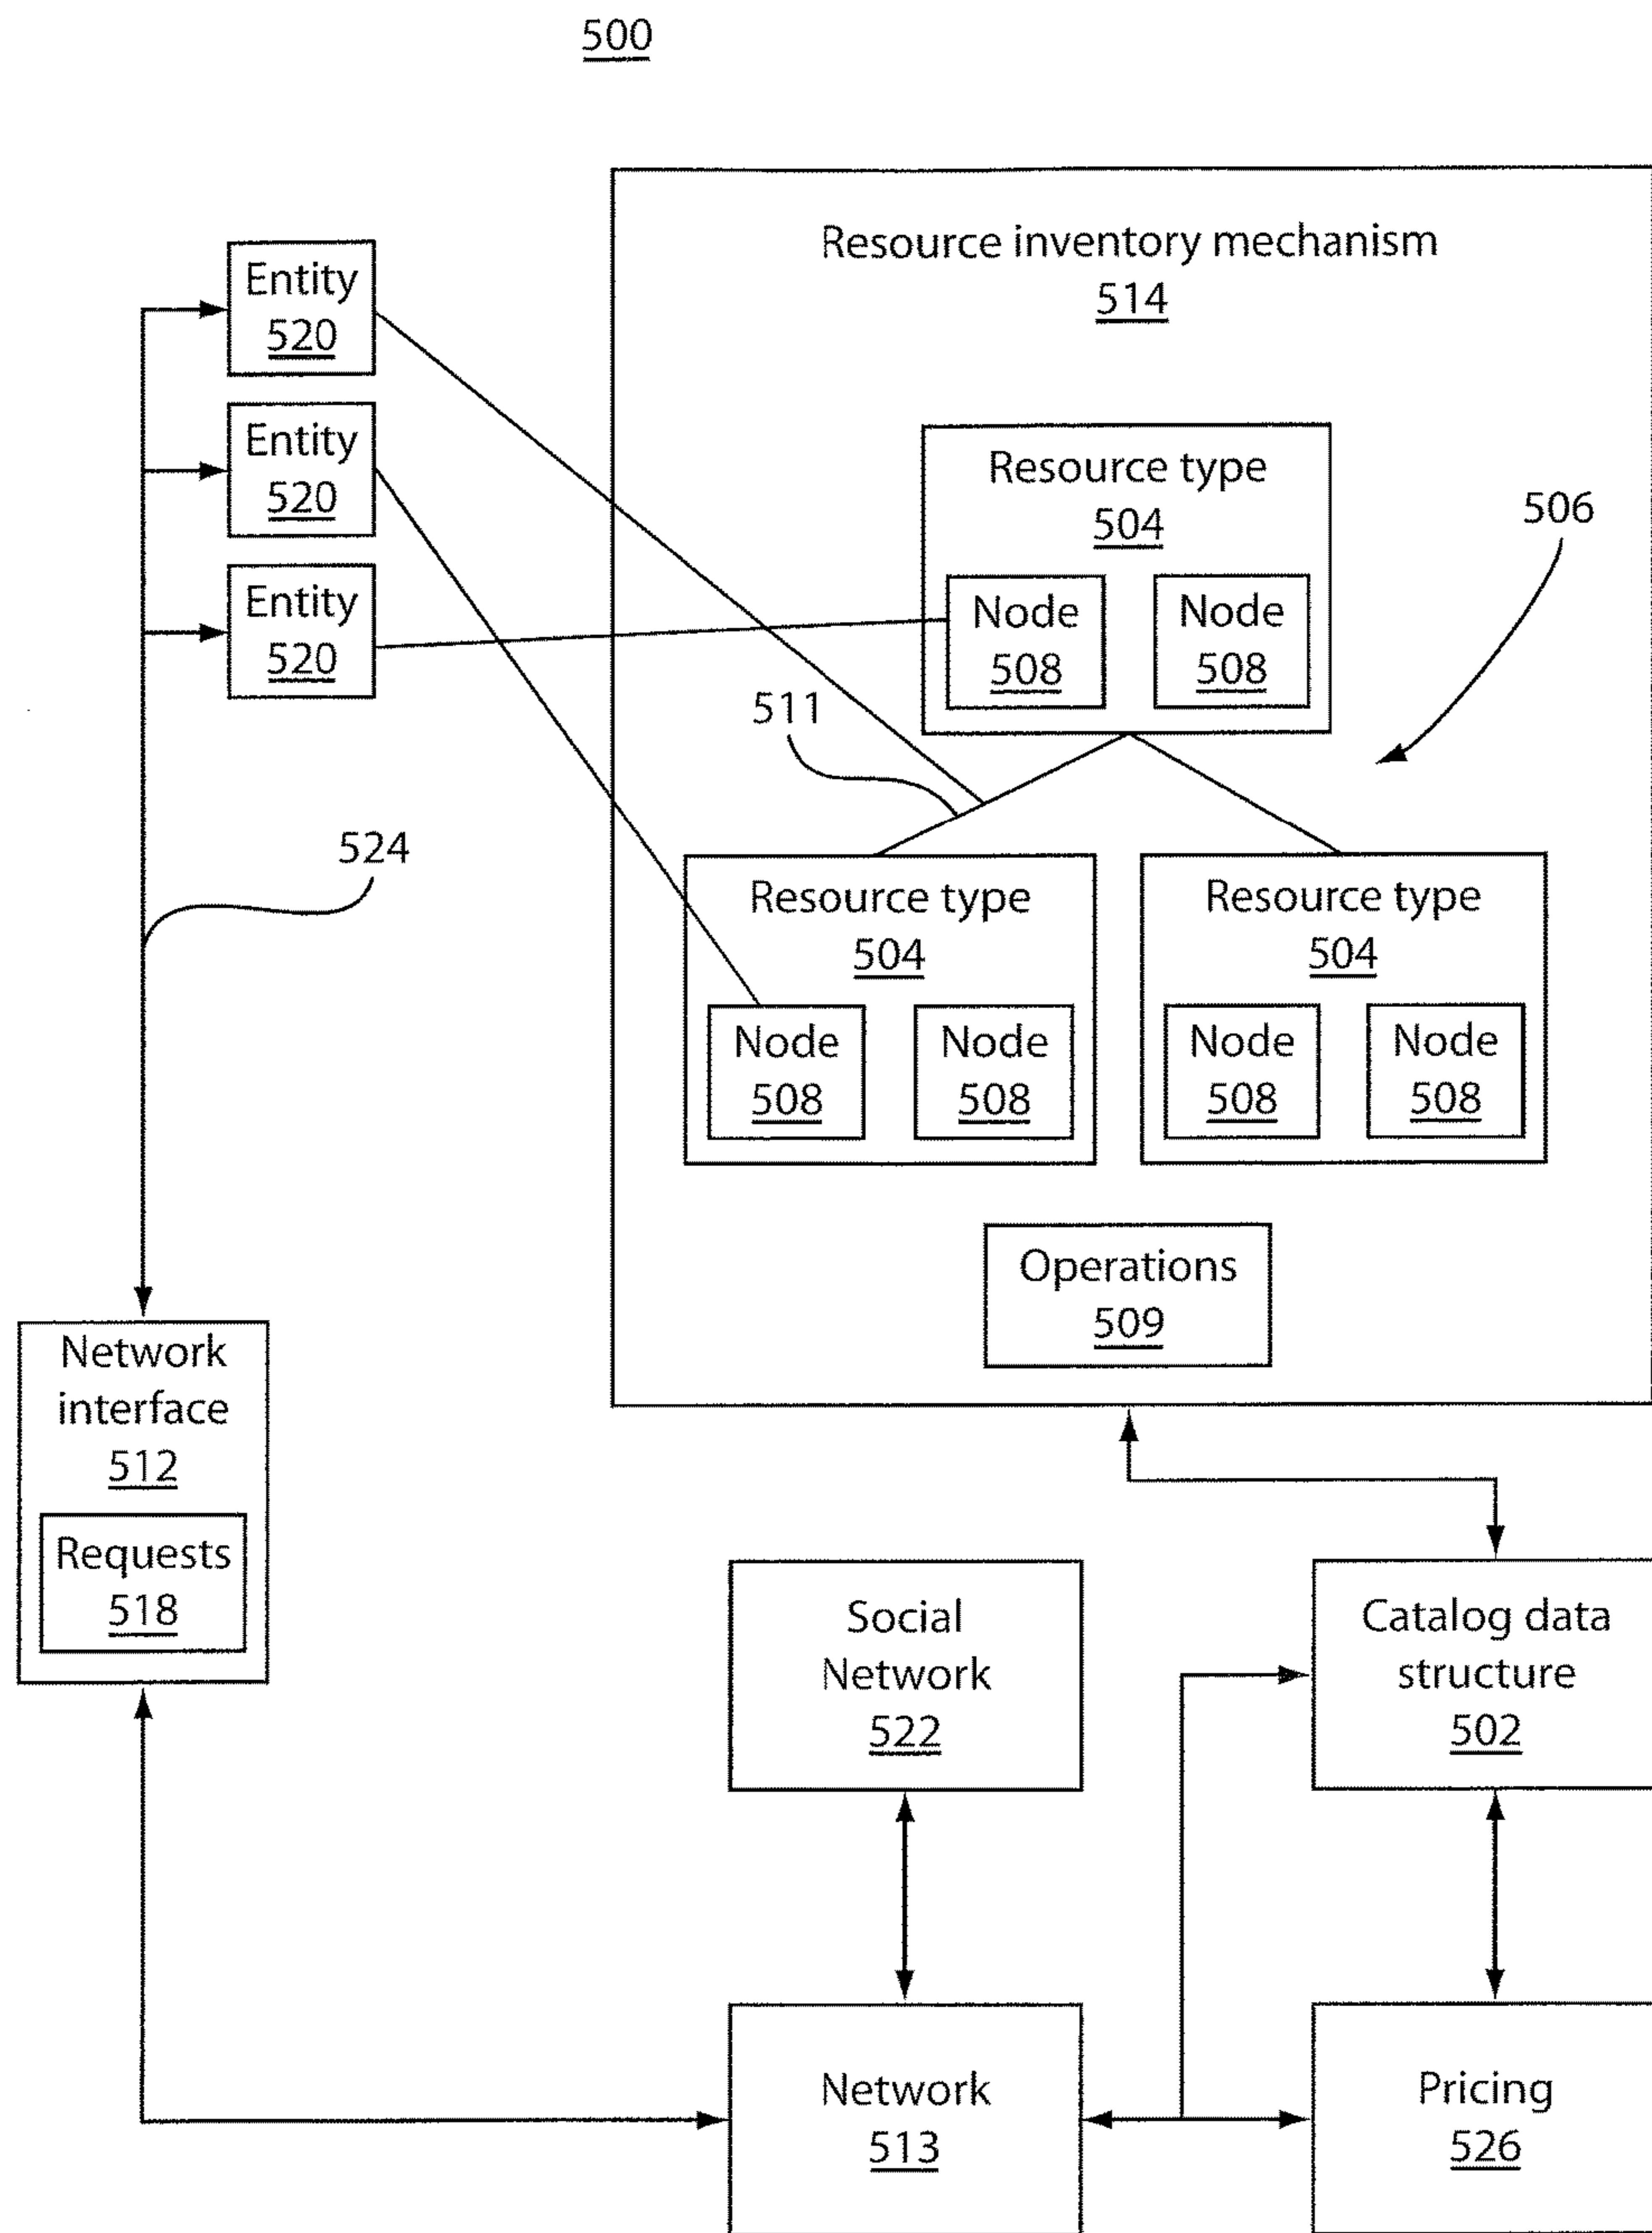 500
Resource inventory mechanism
514
Entity
520
Entity
520
Entity
520
Resource type
504
Node
508
Node
508
506
511
524
Resource type
504
Node
508
Node
508
Resource type
504
Node
508
Node
508
Operations
509
Network
interface
512
Requests
518
Social
Network
522
Catalog data
structure
502
Network
513
Pricing
526